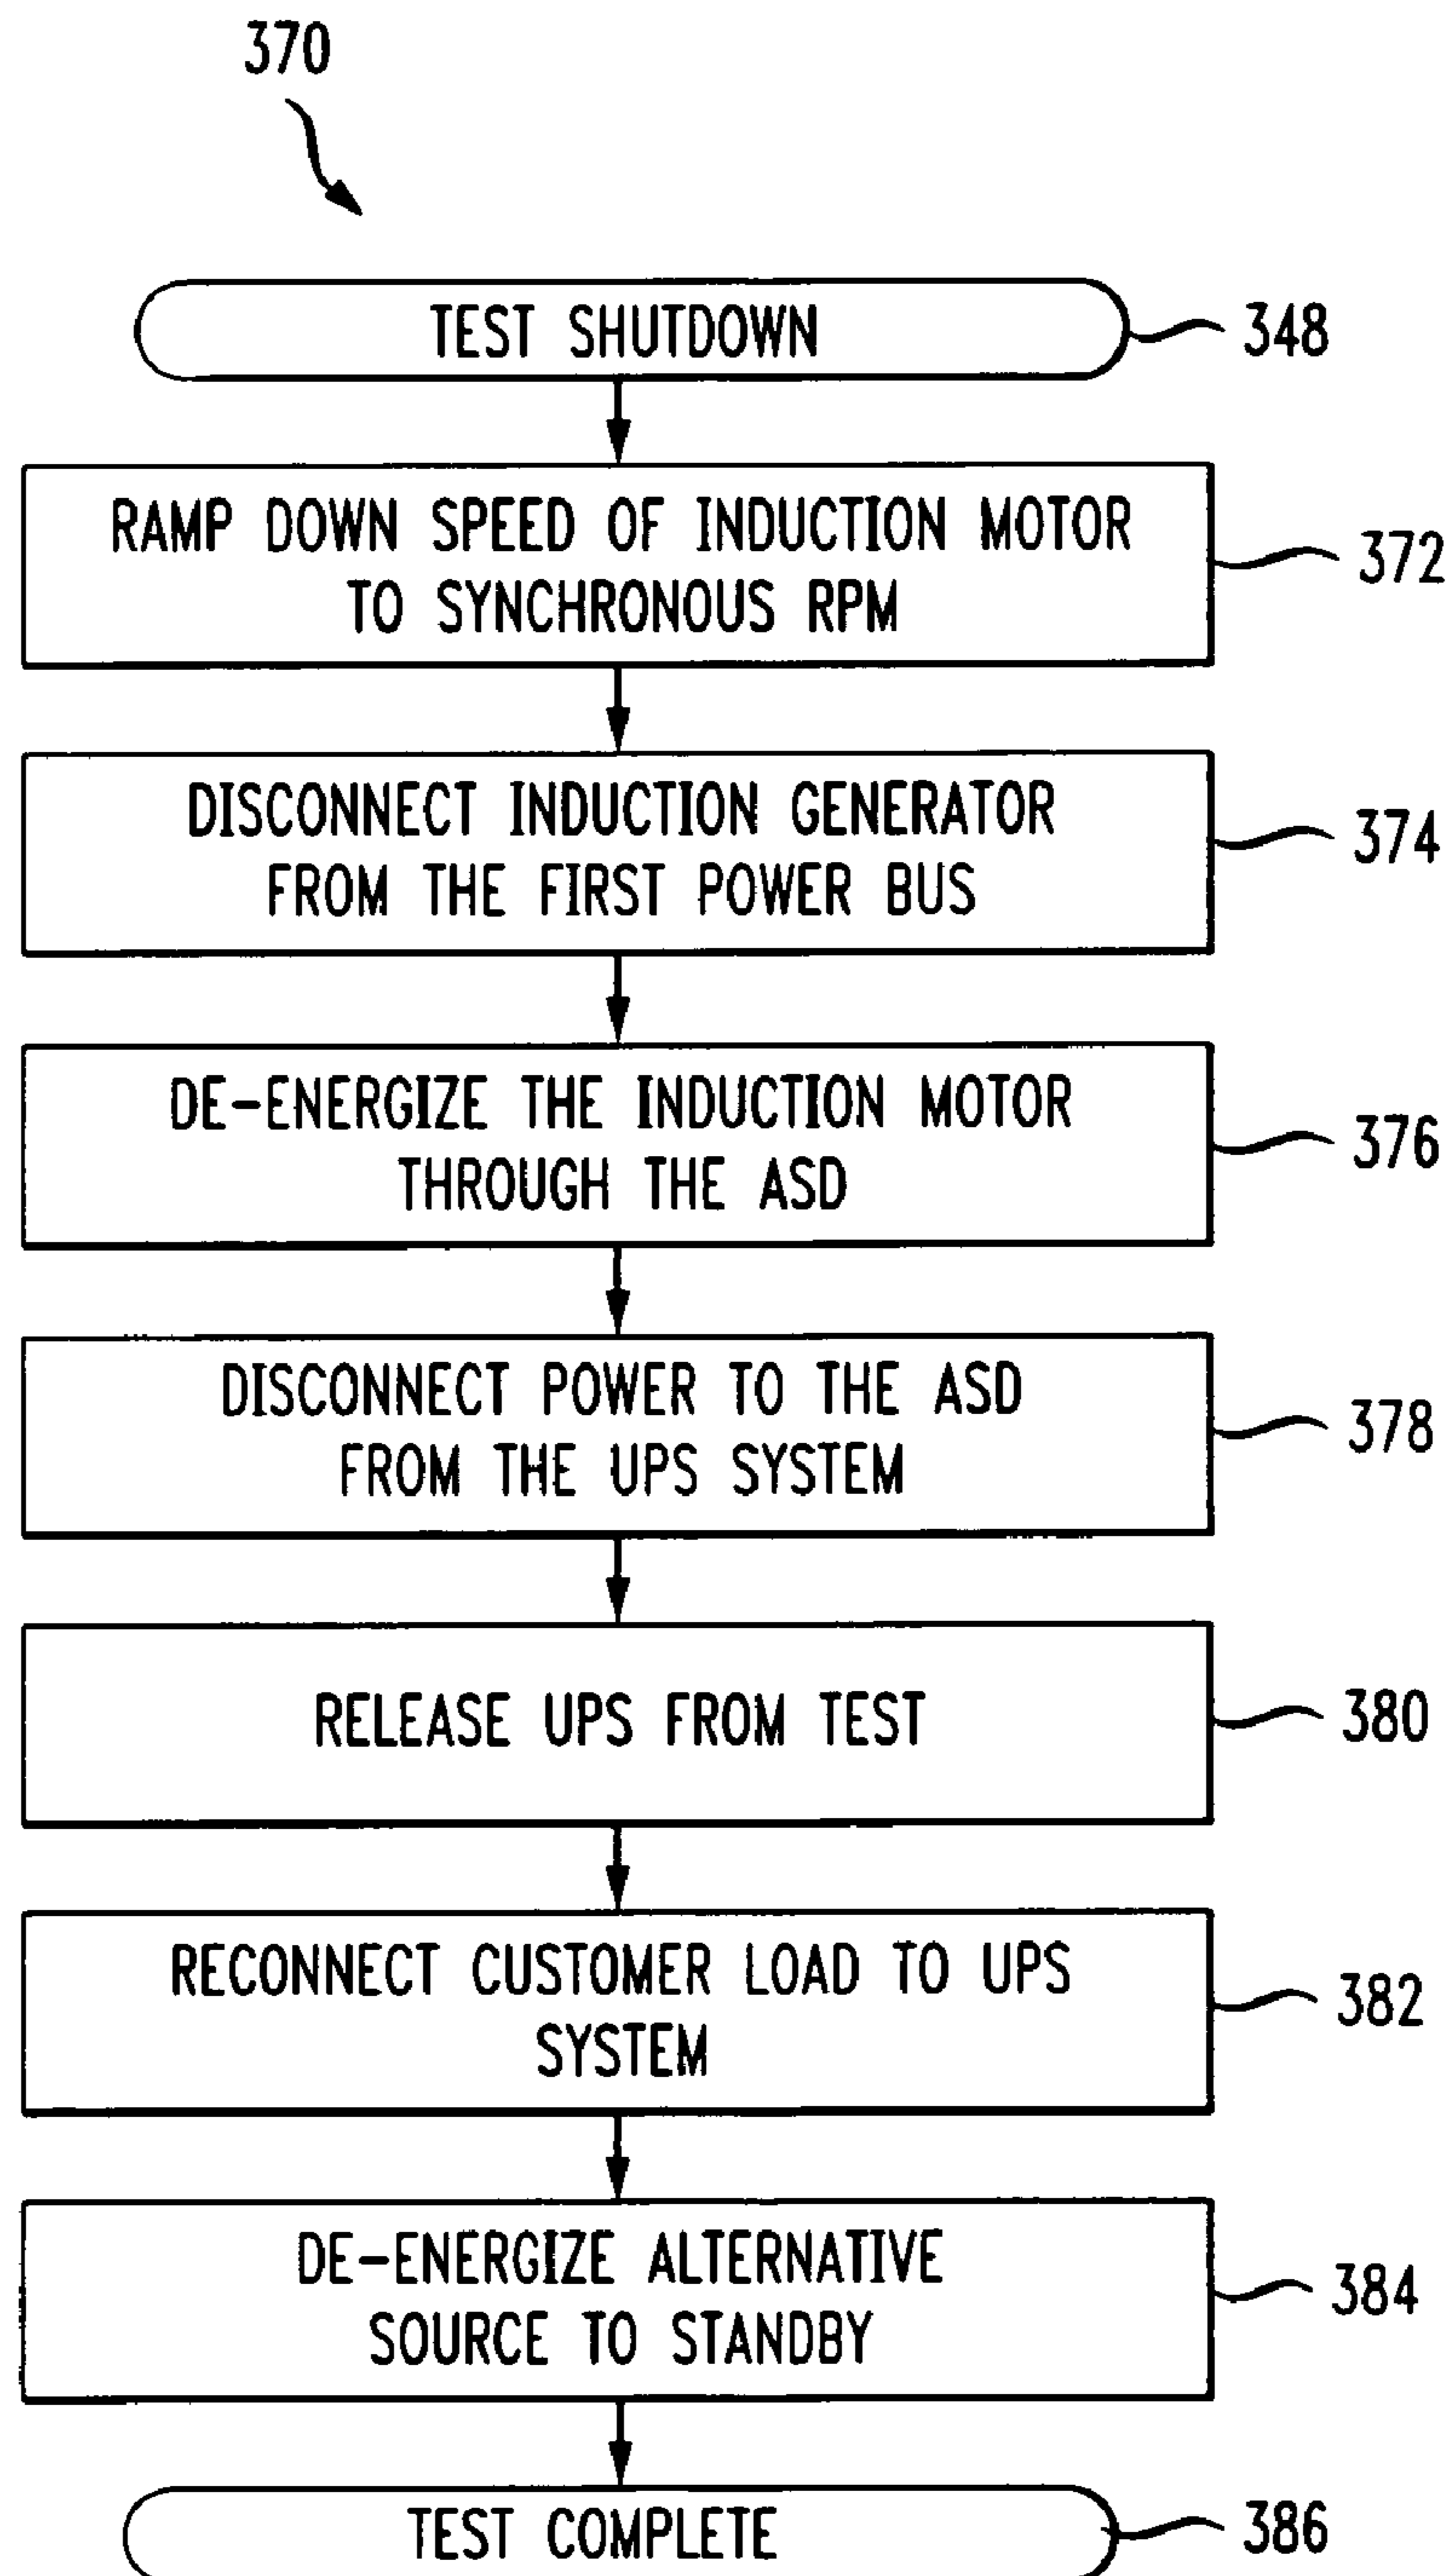 370
TEST SHUTDOWN
348
RAMP DOWN SPEED OF INDUCTION MOTOR
TO SYNCHRONOUS RPM
372
DISCONNECT INDUCTION GENERATOR
FROM THE FIRST POWER BUS
374
DE-ENERGIZE THE INDUCTION MOTOR
THROUGH THE ASD
376
DISCONNECT POWER TO THE ASD
FROM THE UPS SYSTEM
378
RELEASE UPS FROM TEST
380
RECONNECT CUSTOMER LOAD TO UPS
SYSTEM
382
DE-ENERGIZE ALTERNATIVE
SOURCE TO STANDBY
384
TEST COMPLETE
386